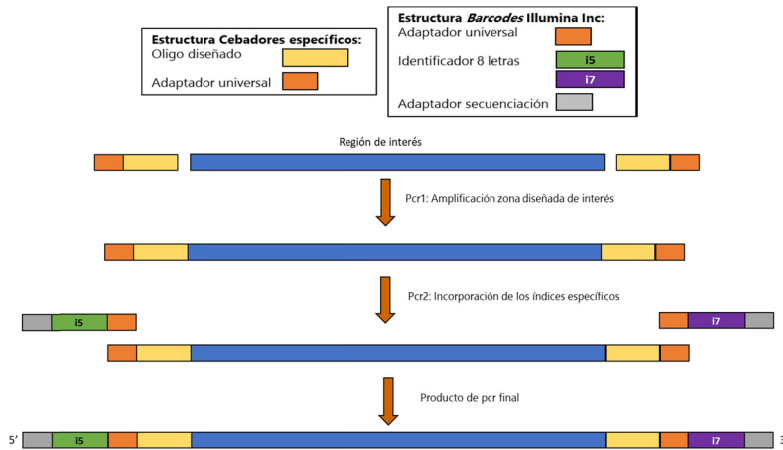 Estructura Cebadores específicos:
Oligo diseñado
Adaptador universal
Estructura Barcodes Illumina Inc:
Adaptador universal
Identificador 8 letras
i5
i7
Adaptador secuenciación
Región de interés
Pcr1: Amplificación zona diseñada de interés
Pcr2: Incorporación de los índices específicos
i5
i7
Producto de pcr final
5'
i5
i7